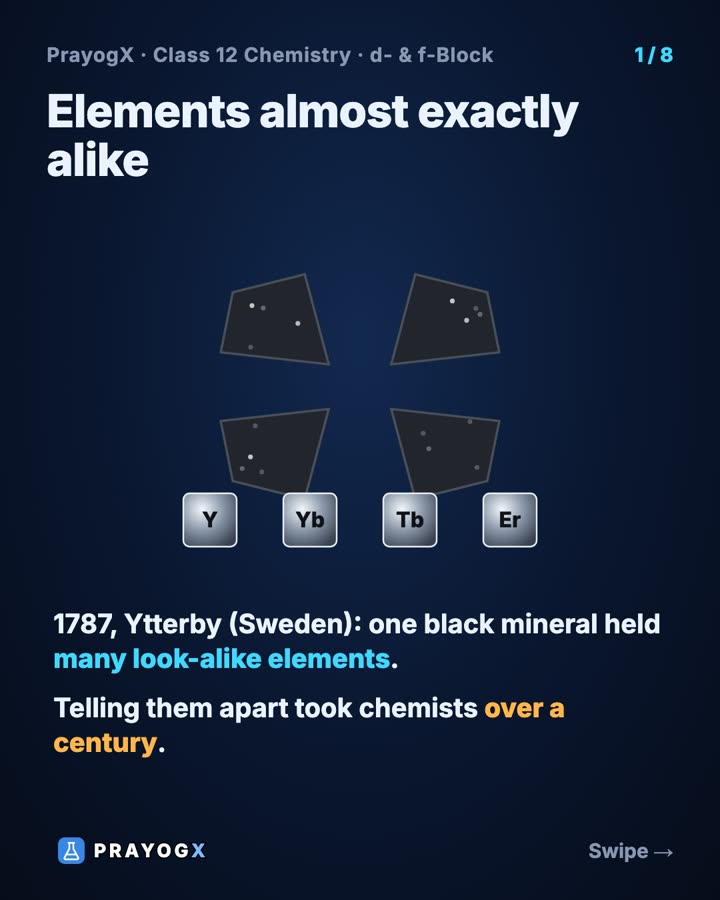 PrayogX · Class 12 Chemistry · d- & f-Block
1 / 8
Elements almost exactly
alike
Y Yb Tb Er
1787, Ytterby (Sweden): one black mineral held
many look-alike elements.
Telling them apart took chemists over a
century.
PRAYOGX
Swipe →